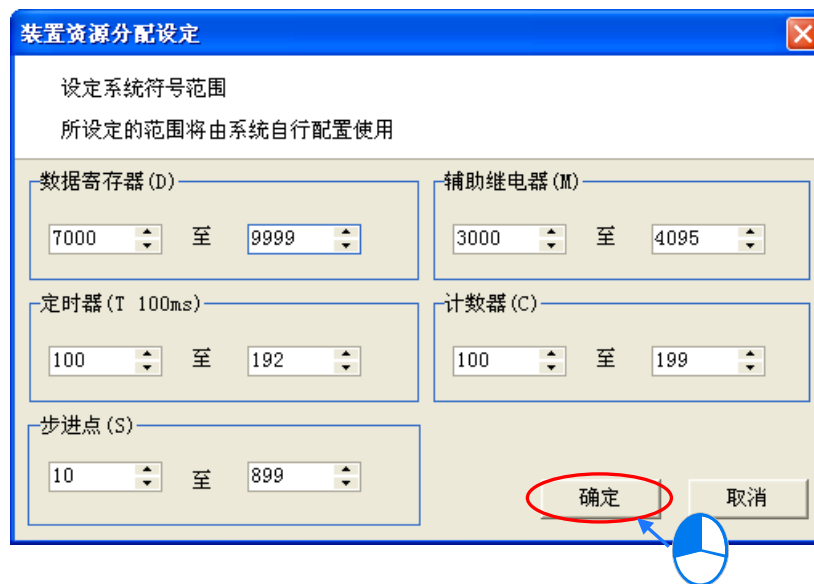 装置资源分配设定
设定系统符号范围
所设定的范围将由系统自行配置使用
数据寄存器(D)
7000 至 9999
辅助继电器(M)
3000 至 4095
定时器(T 100ms)
100 至 192
计数器(C)
100 至 199
步进点(S)
10 至 899
确定
取消